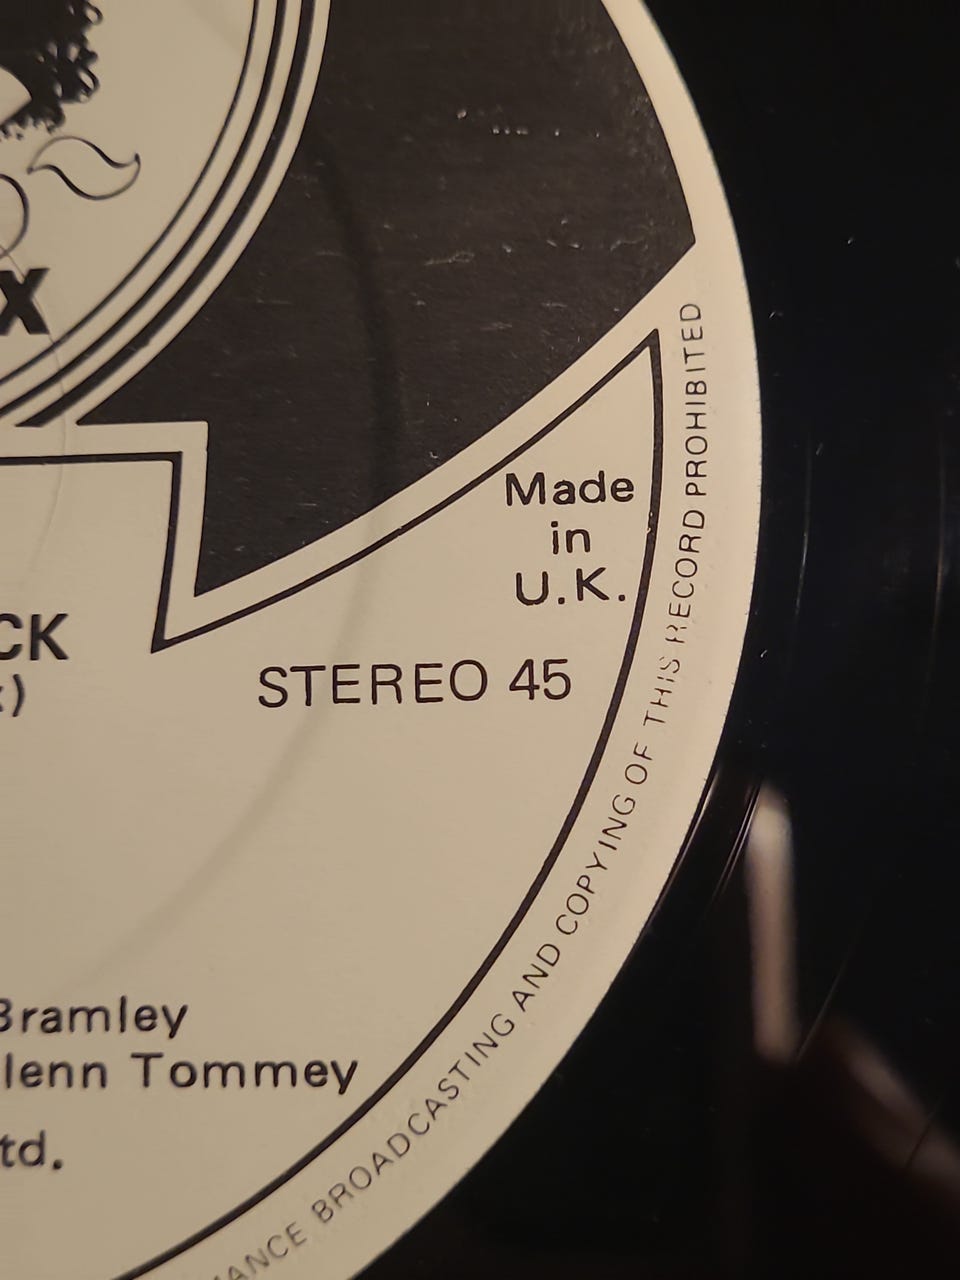 X
Made
in
U.K.
CK
STEREO 45
Bramley
lenn Tommey
td.
ANCE BROADCASTING AND COPYING OF THIS RECORD PROHIBITED